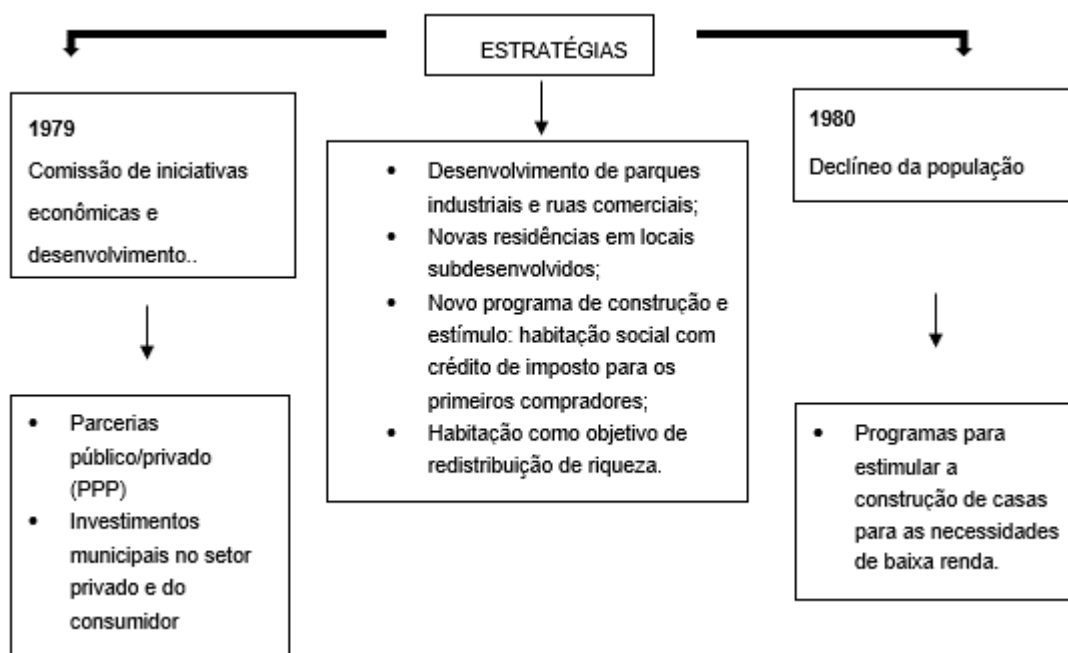 ESTRATÉGIAS
1979
Comissão de iniciativas
econômicas e
desenvolvimento..
• Parcerias
público/privado
(PPP)
• Investimentos
municipais no setor
privado e do
consumidor
• Desenvolvimento de parques
industriais e ruas comerciais;
• Novas residências em locais
subdesenvolvidos;
• Novo programa de construção e
estímulo: habitação social com
crédito de imposto para os
primeiros compradores;
• Habitação como objetivo de
redistribuição de riqueza.
1980
Declíneo da população
• Programas para
estimular a
construção de casas
para as necessidades
de baixa renda.